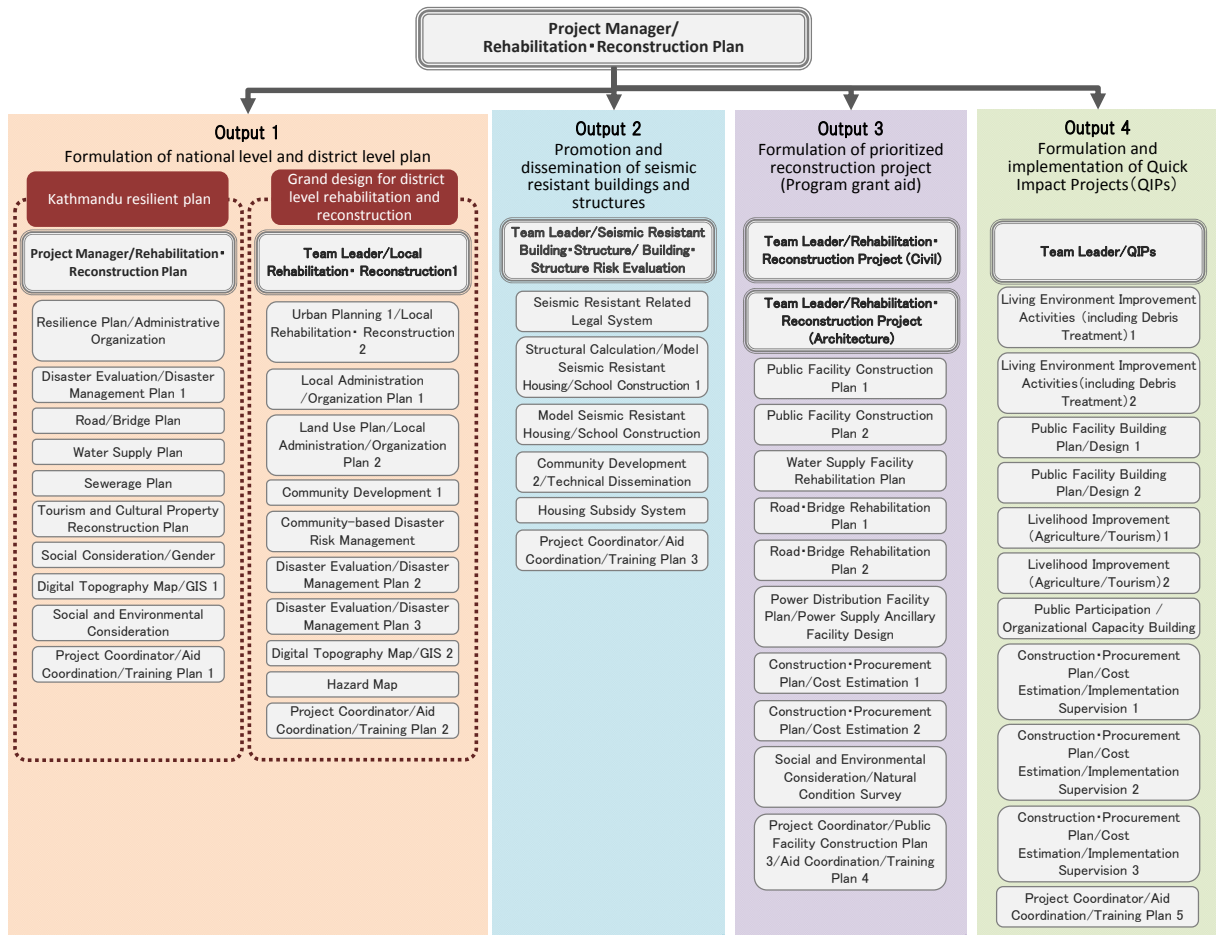 Project Manager/
Rehabilitation・Reconstruction Plan
Output 1
Formulation of national level and district level plan
Kathmandu resilient plan
Project Manager/Rehabilitation・
Reconstruction Plan
Resilience Plan/Administrative
Organization
Disaster Evaluation/Disaster
Management Plan 1
Road/Bridge Plan
Water Supply Plan
Sewerage Plan
Tourism and Cultural Property
Reconstruction Plan
Social Consideration/Gender
Digital Topography Map/GIS 1
Social and Environmental
Consideration
Project Coordinator/Aid
Coordination/Training Plan 1
Grand design for district
level rehabilitation and
reconstruction
Team Leader/Local
Rehabilitation・ Reconstruction1
Urban Planning 1/Local
Rehabilitation・ Reconstruction
2
Local Administration
/Organization Plan 1
Land Use Plan/Local
Administration/Organization
Plan 2
Community Development 1
Community-based Disaster
Risk Management
Disaster Evaluation/Disaster
Management Plan 2
Disaster Evaluation/Disaster
Management Plan 3
Digital Topography Map/GIS 2
Hazard Map
Project Coordinator/Aid
Coordination/Training Plan 2
Output 2
Promotion and
dissemination of seismic
resistant buildings and
structures
Team Leader/Seismic Resistant
Building・Structure/ Building・
Structure Risk Evaluation
Seismic Resistant Related
Legal System
Structural Calculation/Model
Seismic Resistant
Housing/School Construction 1
Model Seismic Resistant
Housing/School Construction
Community Development
2/Technical Dissemination
Housing Subsidy System
Project Coordinator/Aid
Coordination/Training Plan 3
Output 3
Formulation of prioritized
reconstruction project
(Program grant aid)
Team Leader/Rehabilitation・
Reconstruction Project (Civil)
Team Leader/Rehabilitation・
Reconstruction Project
(Architecture)
Public Facility Construction
Plan 1
Public Facility Construction
Plan 2
Water Supply Facility
Rehabilitation Plan
Road・Bridge Rehabilitation
Plan 1
Road・Bridge Rehabilitation
Plan 2
Power Distribution Facility
Plan/Power Supply Ancillary
Facility Design
Construction・Procurement
Plan/Cost Estimation 1
Construction・Procurement
Plan/Cost Estimation 2
Social and Environmental
Consideration/Natural
Condition Survey
Project Coordinator/Public
Facility Construction Plan
3/Aid Coordination/Training
Plan 4
Output 4
Formulation and
implementation of Quick
Impact Projects（QIPs）
Team Leader/QIPs
Living Environment Improvement
Activities （including Debris
Treatment）1
Living Environment Improvement
Activities（including Debris
Treatment）2
Public Facility Building
Plan/Design 1
Public Facility Building
Plan/Design 2
Livelihood Improvement
（Agriculture/Tourism）1
Livelihood Improvement
（Agriculture/Tourism）2
Public Participation /
Organizational Capacity Building
Construction・Procurement
Plan/Cost
Estimation/Implementation
Supervision 1
Construction・Procurement
Plan/Cost
Estimation/Implementation
Supervision 2
Construction・Procurement
Plan/Cost
Estimation/Implementation
Supervision 3
Project Coordinator/Aid
Coordination/Training Plan 5